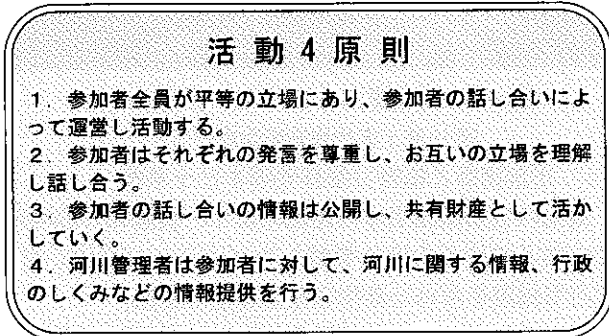 活動4原則
1．参加者全員が平等の立場にあり、参加者の話し合いによ
って運営し活動する。
2．参加者はそれぞれの発言を尊重し、お互いの立場を理解
し話し合う。
3．参加者の話し合いの情報は公開し、共有財産として活か
していく。
4．河川管理者は参加者に対して、河川に関する情報、行政
のしくみなどの情報提供を行う。